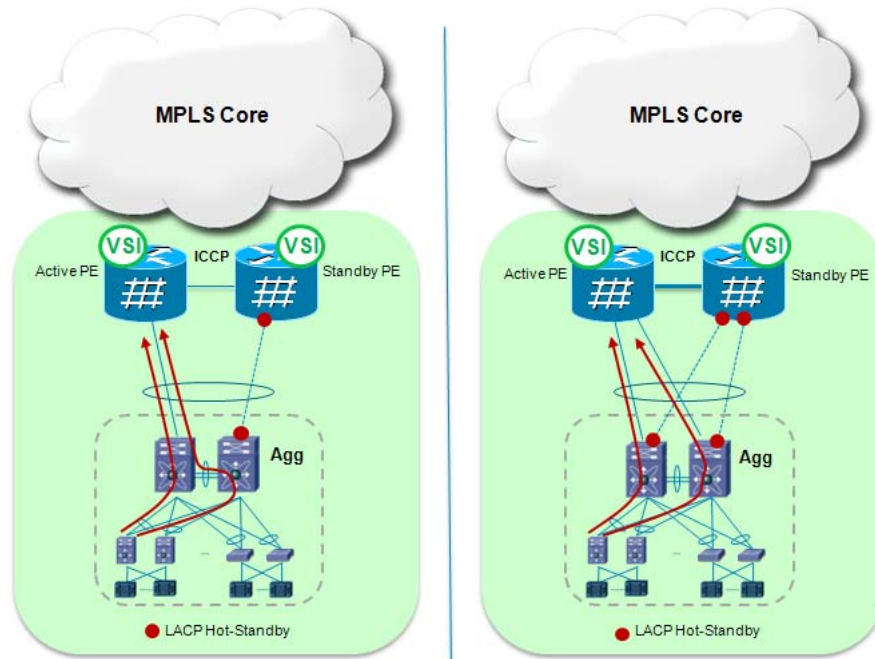 MPLS Core
VSI
VSI
ICCP
Active PE
Standby PE
Agg
...
LACP Hot-Standby
MPLS Core
VSI
VSI
ICCP
Active PE
Standby PE
Agg
...
LACP Hot-Standby